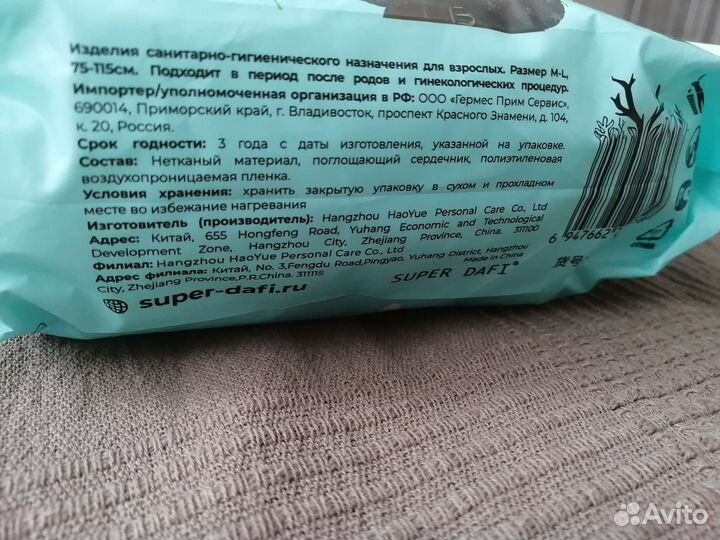 Изделия санитарно-гигиенического назначения для взрослых. Размер M-L,
75-115см. Подходит в период после родов и гинекологических процедур.
Импортер/уполномоченная организация в РФ: ООО «Гермес Прим Сервис»,
690014, Приморский край, г. Владивосток, проспект Красного Знамени, д. 104,
к. 20, Россия.
Срок годности: 3 года с даты изготовления, указанной на упаковке.
Состав: Нетканый материал, поглощающий сердечник, полиэтиленовая
воздухопроницаемая пленка.
Условия хранения: хранить закрытую упаковку в сухом и прохладном
месте во избежание нагревания
Изготовитель (производитель): Hangzhou HaoYue Personal Care Co., Ltd
Адрес: Китай, 655 Hongfeng Road, Yuhang Economic and Technological
Development Zone, Hangzhou City, Zhejiang Province, China. 311100
Филиал: Hangzhou HaoYue Personal Care Co., Ltd.
Адрес филиала: Китай, No. 3,Fengdu Road,Pingyao, Yuhang District, Hangzhou
City, Zhejiang Province,P.R.China. 311115
Made in China
super-dafi.ru
SUPER DAFI®
6 947662
货号
Avito